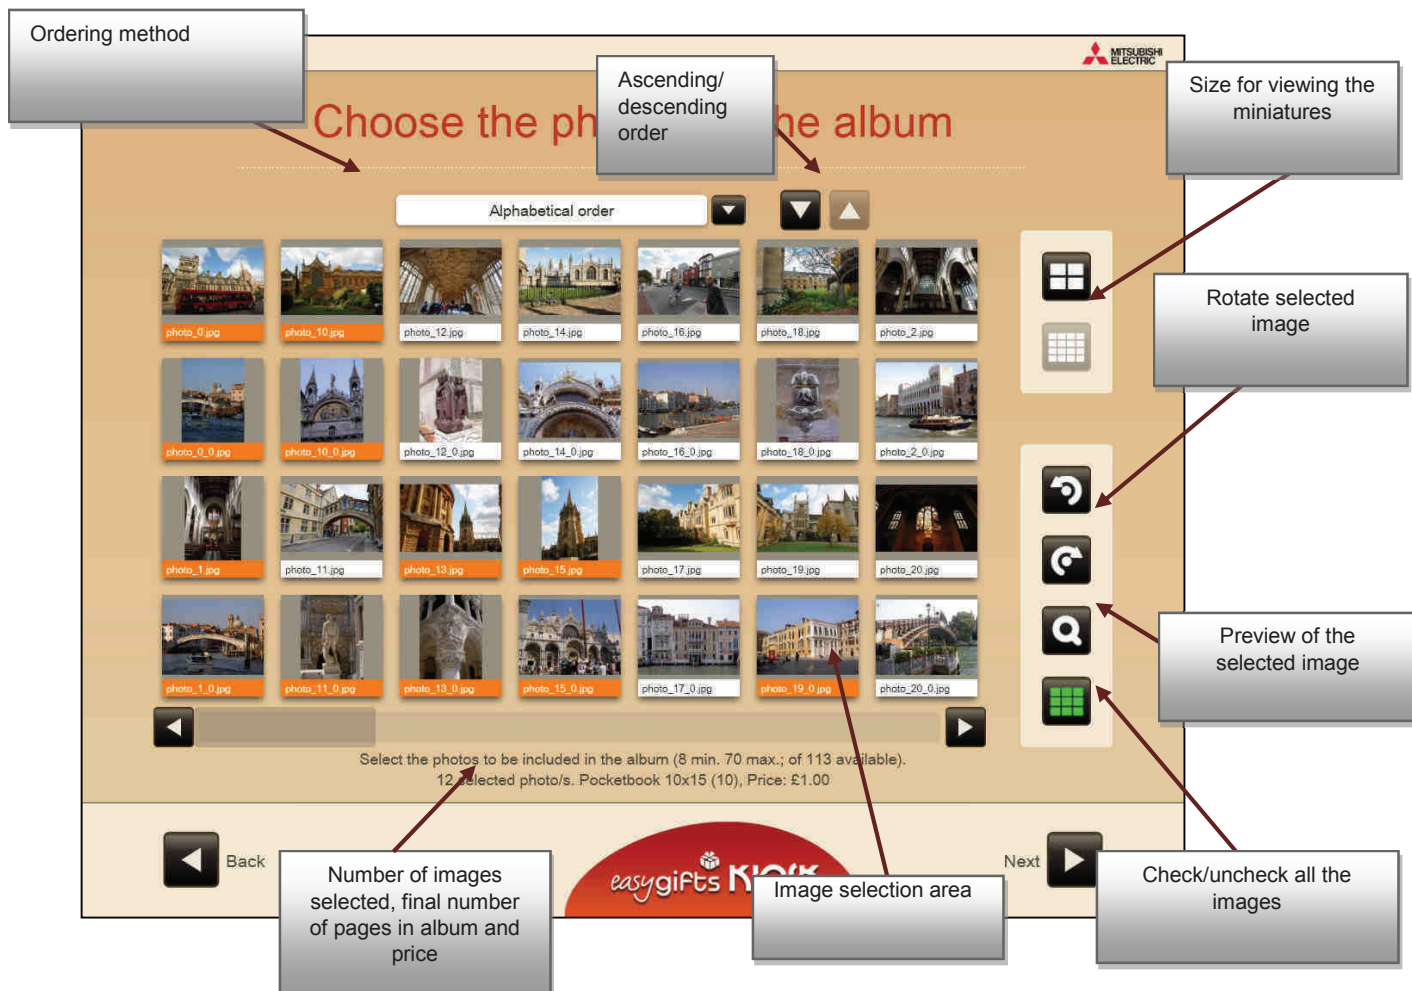 Ordering method
MITSUBISHI
ELECTRIC
Ascending/
descending
order
Size for viewing the
miniatures
Choose the ph he album
Alphabetical order
photo_0.jpg
photo_10.jpg
photo_12.jpg
photo_14.jpg
photo_16.jpg
photo_18.jpg
photo_2.jpg
Rotate selected
image
photo_0_0.jpg
photo_10_0.jpg
photo_12_0.jpg
photo_14_0.jpg
photo_16_0.jpg
photo_18_0.jpg
photo_2_0.jpg
photo_1.jpg
photo_11.jpg
photo_13.jpg
photo_15.jpg
photo_17.jpg
photo_19.jpg
photo_20.jpg
Preview of the
selected image
photo_1_0.jpg
photo_11_0.jpg
photo_13_0.jpg
photo_15_0.jpg
photo_17_0.jpg
photo_19_0.jpg
photo_20_0.jpg
Select the photos to be included in the album (8 min. 70 max.; of 113 available).
12 selected photo/s. Pocketbook 10x15 (10), Price: £1.00
Back
easygifts Kiosk
Next
Number of images
selected, final number
of pages in album and
price
Image selection area
Check/uncheck all the
images